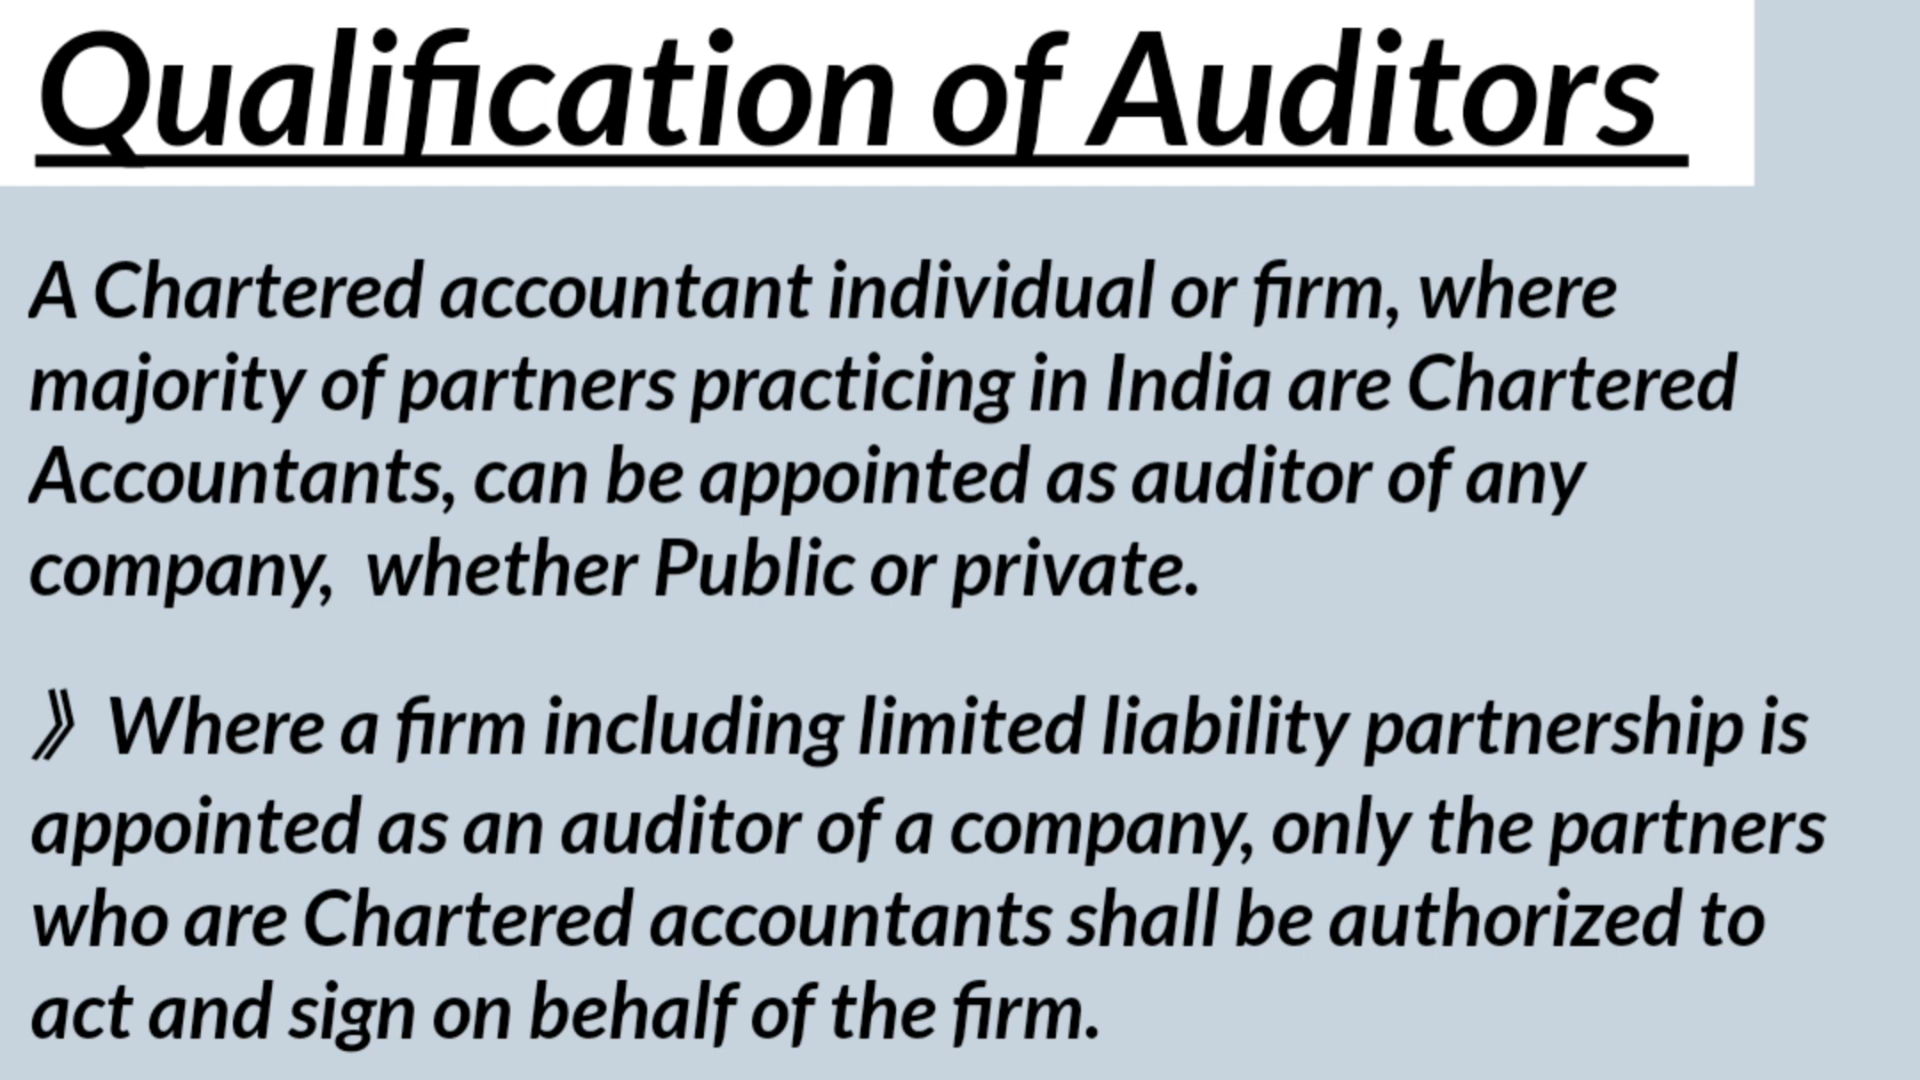 Qualification of Auditors
A Chartered accountant individual or firm, where
majority of partners practicing in India are Chartered
Accountants, can be appointed as auditor of any
company,  whether Public or private.
》 Where a firm including limited liability partnership is
appointed as an auditor of a company, only the partners
who are Chartered accountants shall be authorized to
act and sign on behalf of the firm.